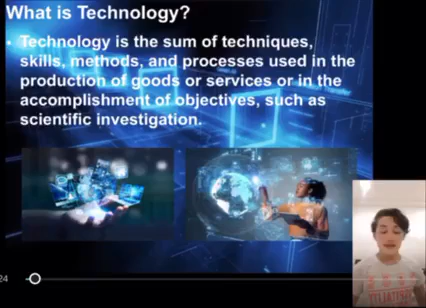 What is Technology?
• Technology is the sum of techniques,
skills, methods, and processes used in the
production of goods or services or in the
accomplishment of objectives, such as
scientific investigation.
24